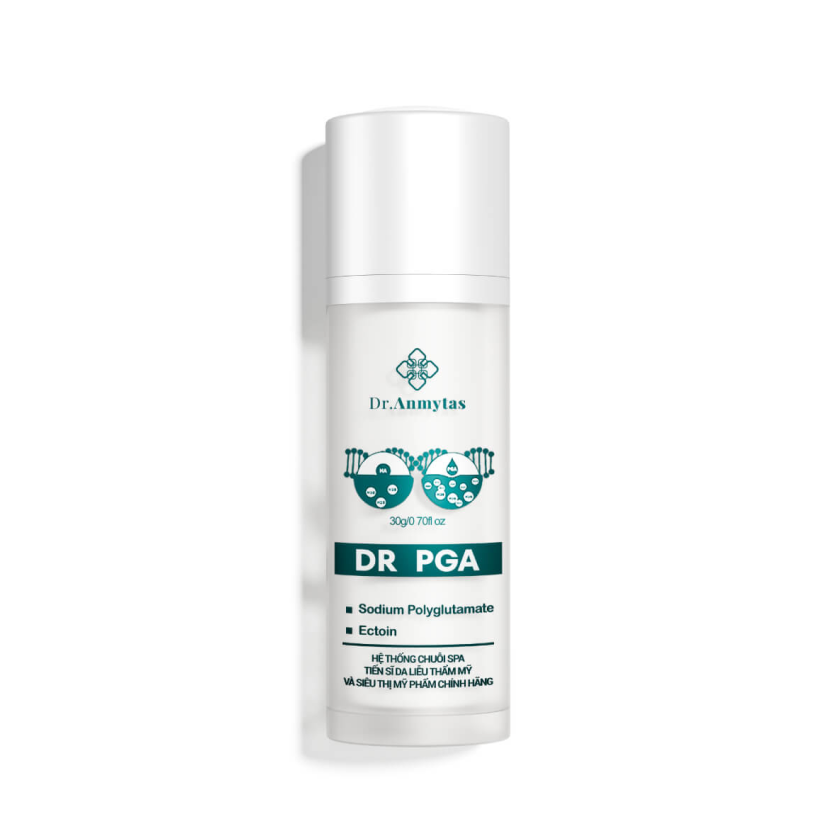 Dr.Anmytas
HA
PGA
30g/0 70fl oz
DR PGA
Sodium Polyglutamate
Ectoin
HỆ THỐNG CHUỖI SPA
TIẾN SĨ DA LIỄU THẨM MỸ
VÀ SIÊU THỊ MỸ PHẨM CHÍNH HÃNG